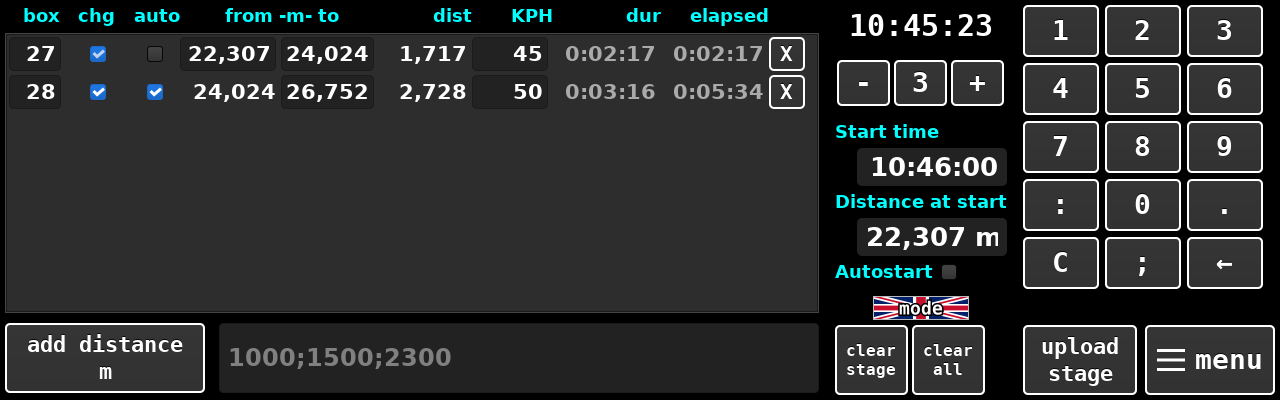 box chg auto from -m- to dist KPH dur elapsed
27 22,307 24,024 1,717 45 0:02:17 0:02:17 X
28 24,024 26,752 2,728 50 0:03:16 0:05:34 X
add distance
m
1000;1500;2300
10:45:23
- 3 +
Start time
10:46:00
Distance at start
22,307 m
Autostart
mode
clear
stage
clear
all
1 2 3
4 5 6
7 8 9
: 0 .
C ; ←
upload
stage
menu